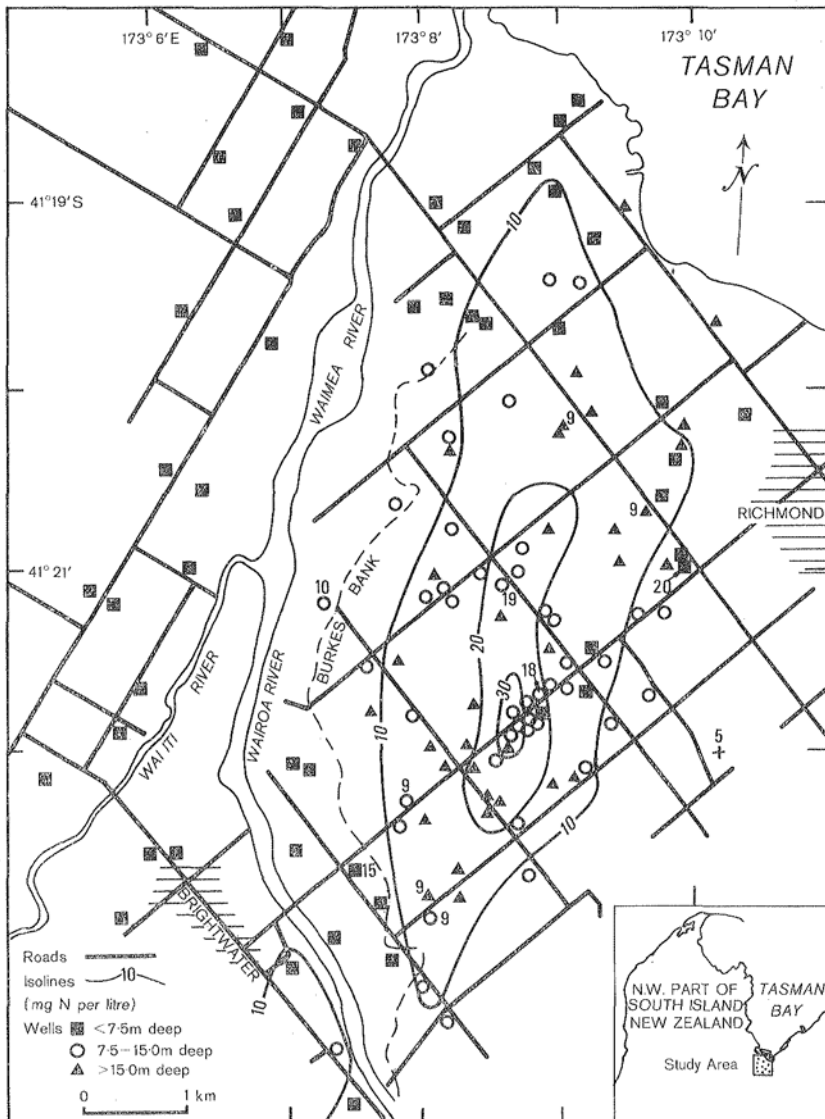 173° 6′E
173° 8′
173° 10′
TASMAN
BAY
N
41° 19′S
10
WAIMEA
RIVER
9
9
RICHMOND
41° 21′
10
BURKES
BANK
19
20
20
10
18
30
WAI ITI
RIVER
WAIROA RIVER
10
5
9
10
15
9
9
BRIGHTWATER
10
Roads
Isolines 10
(mg N per litre)
Wells <7·5m deep
7·5–15·0m deep
>15·0m deep
0 1 km
N.W. PART OF
SOUTH ISLAND
NEW ZEALAND
TASMAN
BAY
Study Area